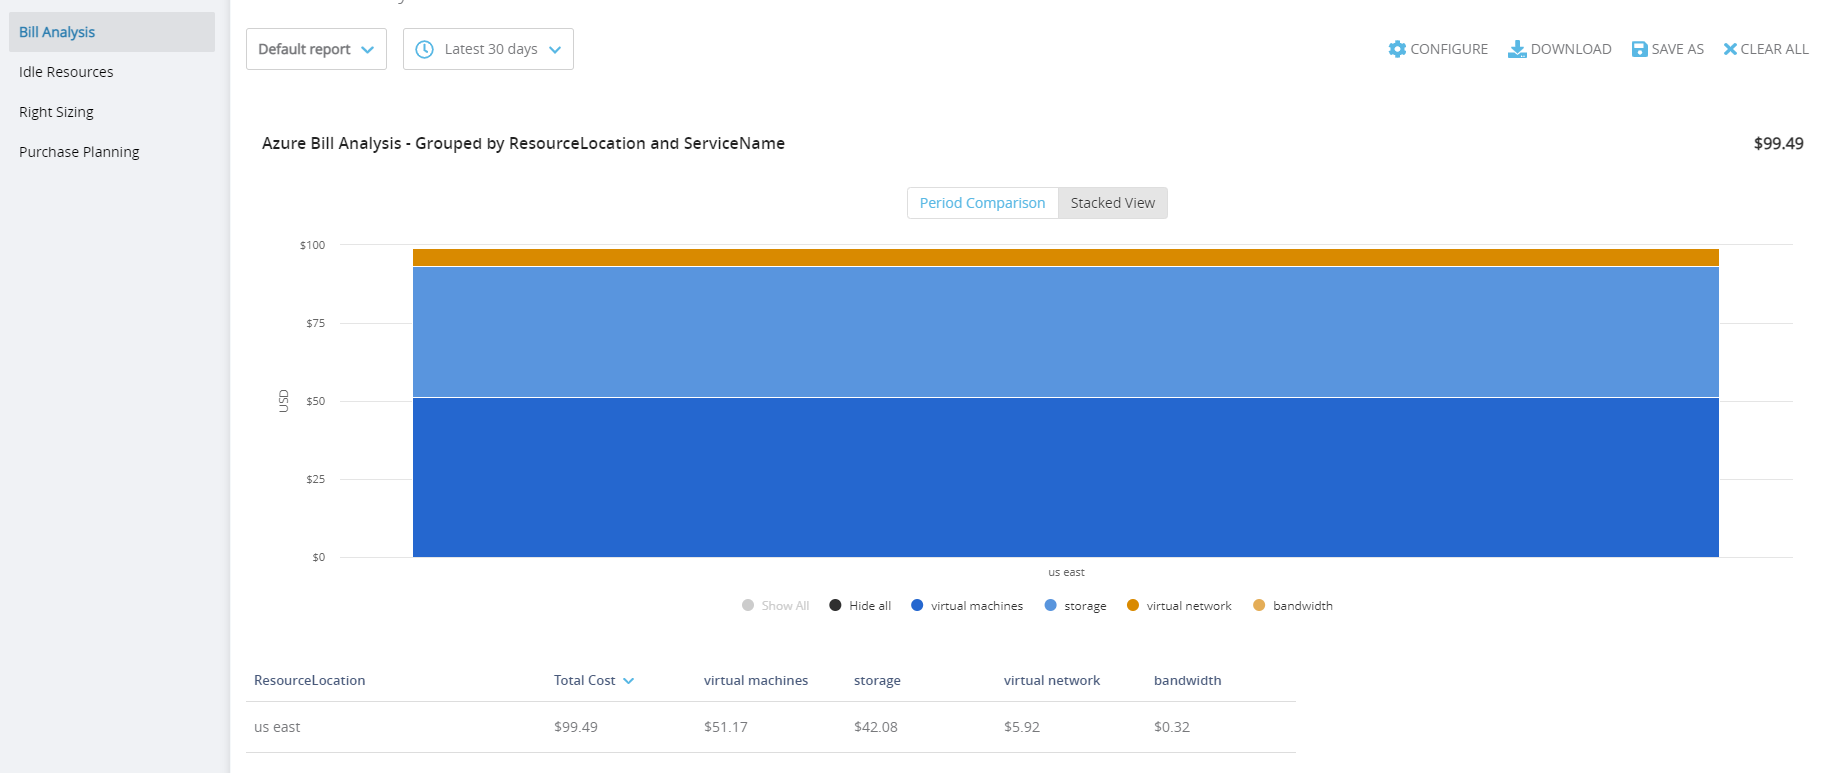 Bill Analysis
Idle Resources
Right Sizing
Purchase Planning
Default report
Latest 30 days
CONFIGURE
DOWNLOAD
SAVE AS
CLEAR ALL
Azure Bill Analysis - Grouped by ResourceLocation and ServiceName
$99.49
Period Comparison
Stacked View
$100
$75
$50
$25
$0
USD
us east
Show All Hide all virtual machines storage virtual network bandwidth
ResourceLocation Total Cost virtual machines storage virtual network bandwidth
us east $99.49 $51.17 $42.08 $5.92 $0.32